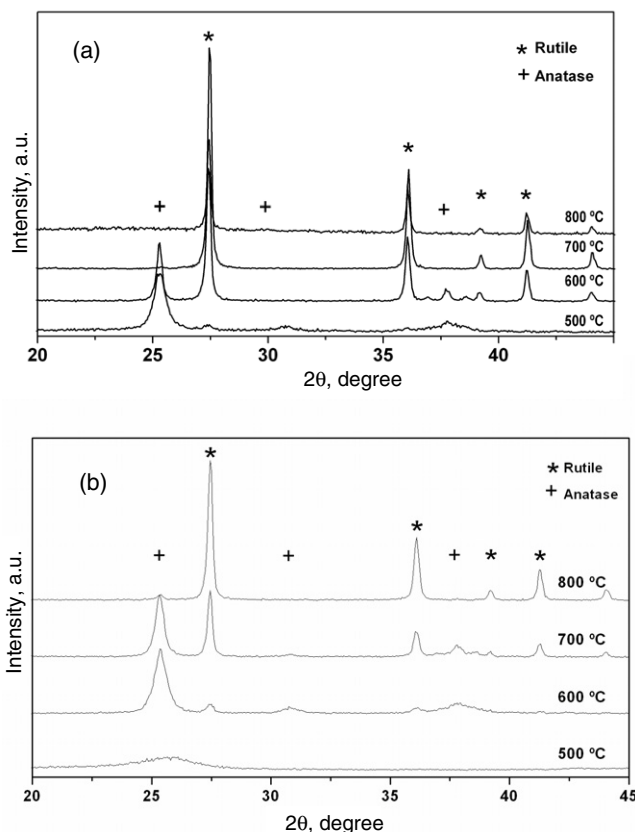 (a)
* Rutile
+ Anatase
Intensity, a.u.
800 ºC
700 ºC
600 ºC
500 ºC
20 25 30 35 40
2θ, degree
(b)
* Rutile
+ Anatase
Intensity, a.u.
800 ºC
700 ºC
600 ºC
500 ºC
20 25 30 35 40 45
2θ, degree